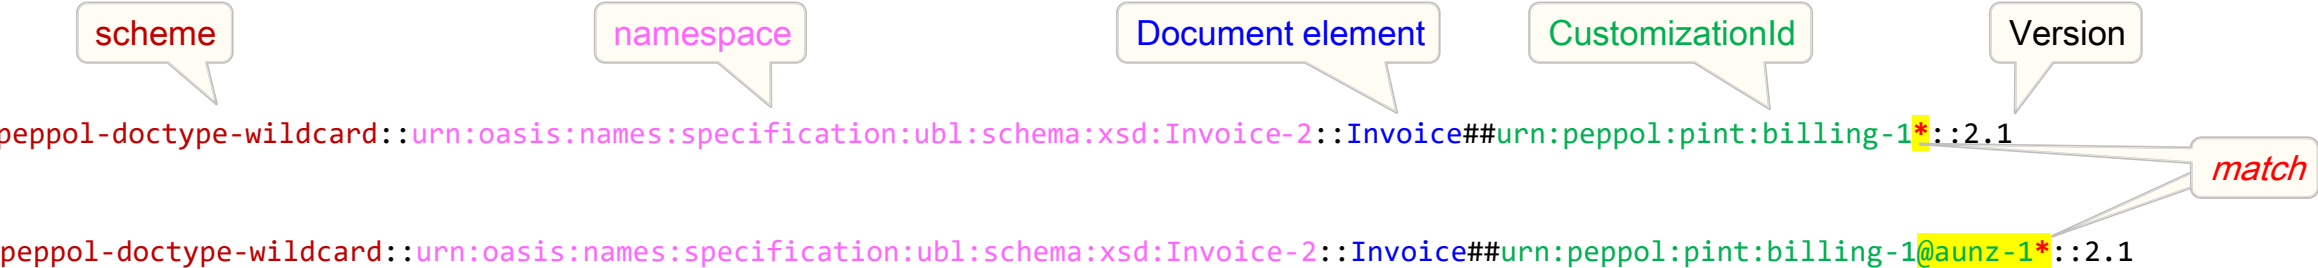 scheme namespace Document element CustomizationId Version
peppol-doctype-wildcard::urn:oasis:names:specification:ubl:schema:xsd:Invoice-2::Invoice##urn:peppol:pint:billing-1*::2.1
match
peppol-doctype-wildcard::urn:oasis:names:specification:ubl:schema:xsd:Invoice-2::Invoice##urn:peppol:pint:billing-1@aunz-1*::2.1